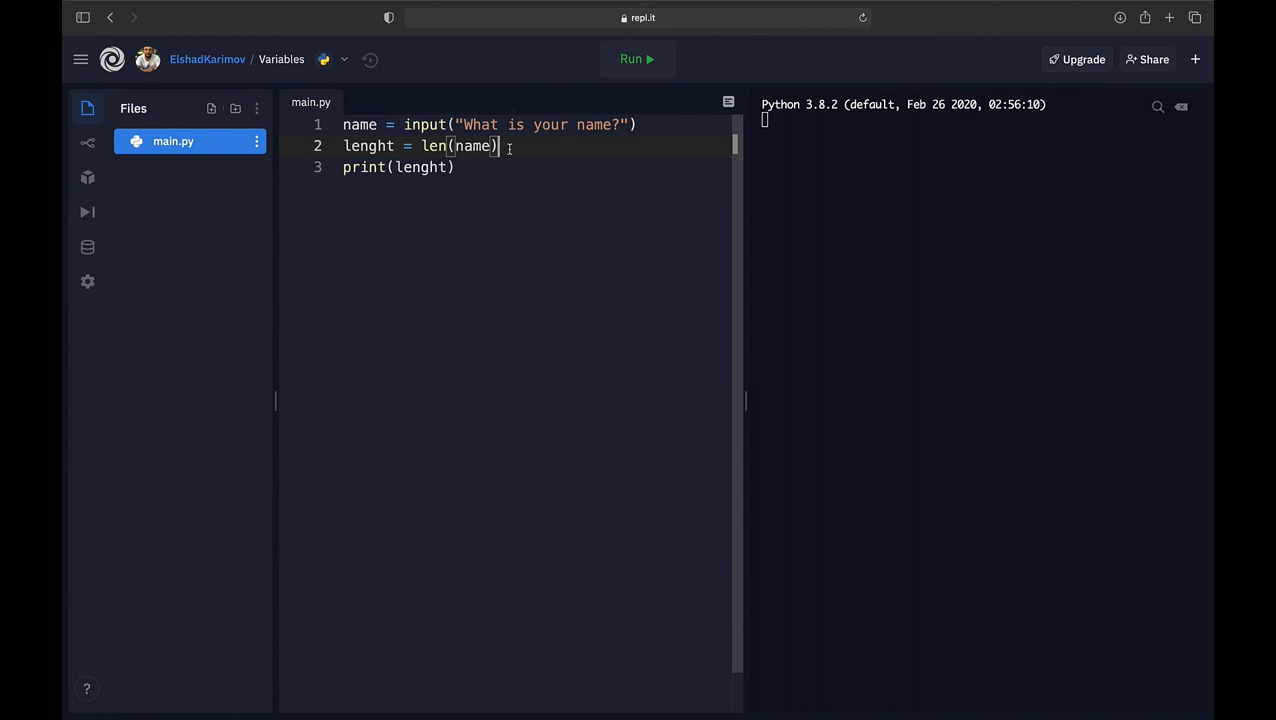 repl.it
ElshadKarimov / Variables
Run
Upgrade
Share
Files
main.py
main.py
1 name = input("What is your name?")
2 lenght = len(name)
3 print(lenght)
Python 3.8.2 (default, Feb 26 2020, 02:56:10)
?